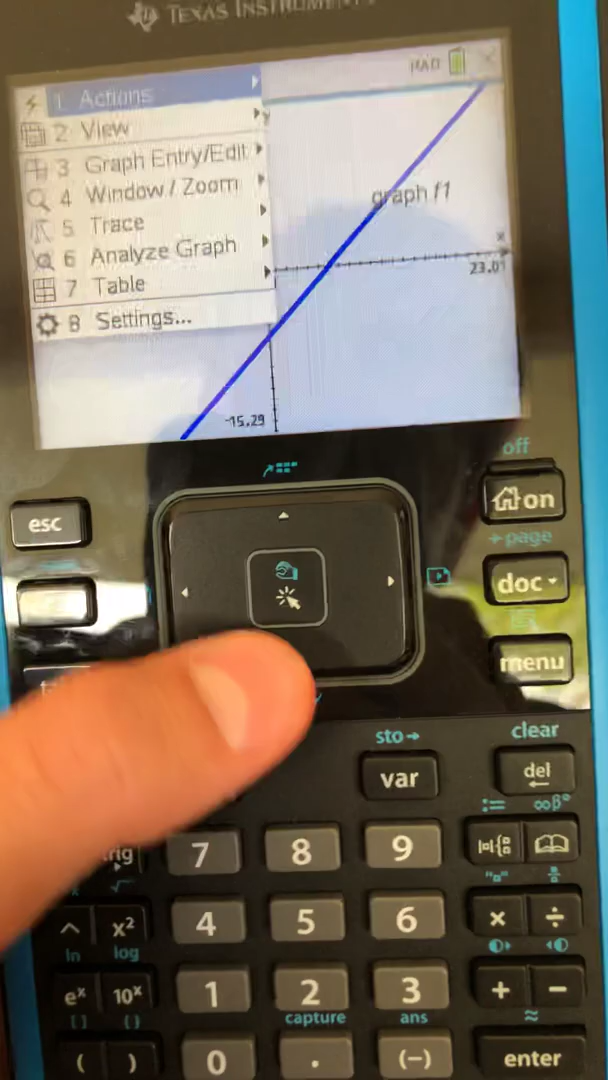 TEXAS INSTRUMENTS
RAD
1 Actions
2 View
3 Graph Entry/Edit
4 Window / Zoom
5 Trace
6 Analyze Graph
7 Table
8 Settings...
y
graph f1
x
23.01
-15.29
off
esc
on
+page
doc
menu
sto→
clear
var
del
:=
∞β°
7
8
9
√
^
x²
4
5
6
×
÷
ln
log
eˣ
10ˣ
1
2
3
+
−
[ ]
{ }
capture
ans
≈
(
)
0
.
(−)
enter